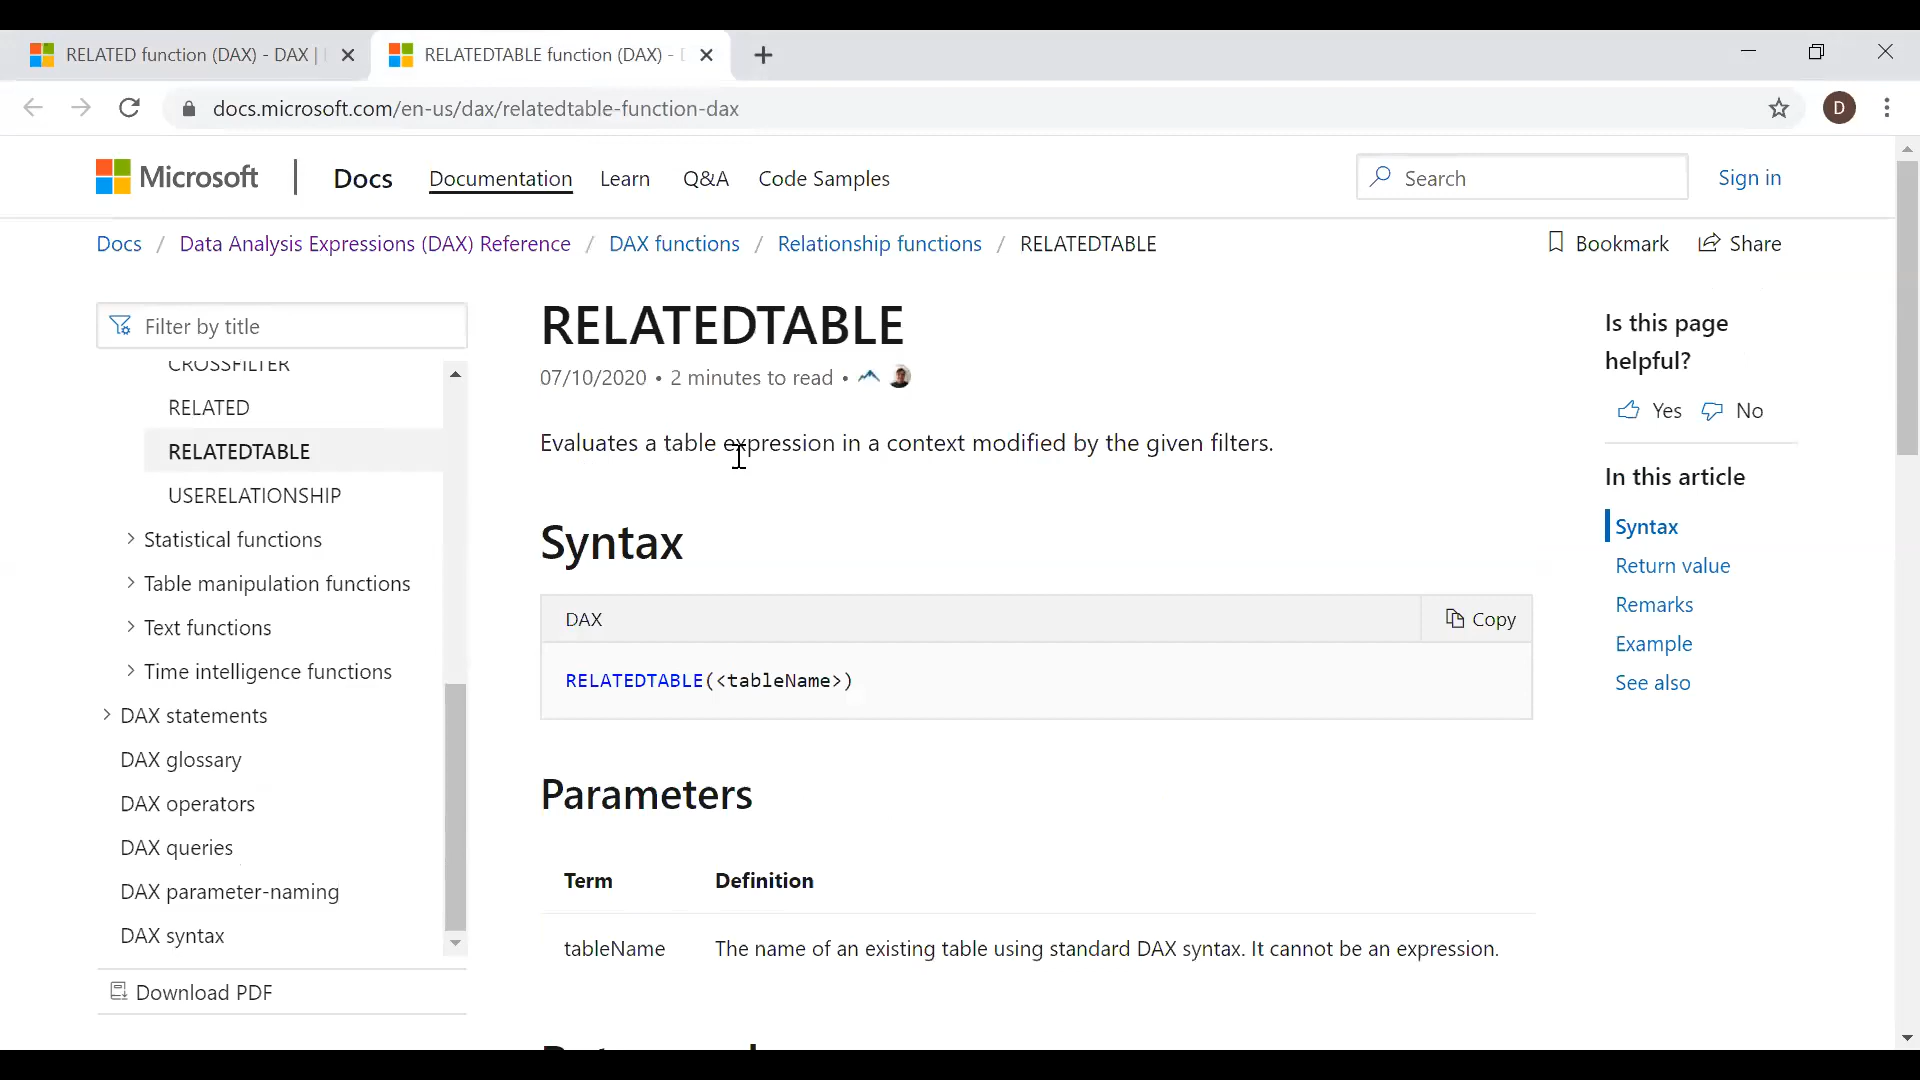 RELATED function (DAX) - DAX |
RELATEDTABLE function (DAX) -
docs.microsoft.com/en-us/dax/relatedtable-function-dax
D
Microsoft
Docs
Documentation
Learn
Q&A
Code Samples
Search
Sign in
Docs / Data Analysis Expressions (DAX) Reference / DAX functions / Relationship functions / RELATEDTABLE
Bookmark
Share
Filter by title
CROSSFILTER
RELATED
RELATEDTABLE
USERELATIONSHIP
Statistical functions
Table manipulation functions
Text functions
Time intelligence functions
DAX statements
DAX glossary
DAX operators
DAX queries
DAX parameter-naming
DAX syntax
Download PDF
RELATEDTABLE
07/10/2020 • 2 minutes to read •
Evaluates a table expression in a context modified by the given filters.
Syntax
DAX
Copy
RELATEDTABLE(<tableName>)
Parameters
Term Definition
tableName The name of an existing table using standard DAX syntax. It cannot be an expression.
Is this page
helpful?
Yes No
In this article
Syntax
Return value
Remarks
Example
See also